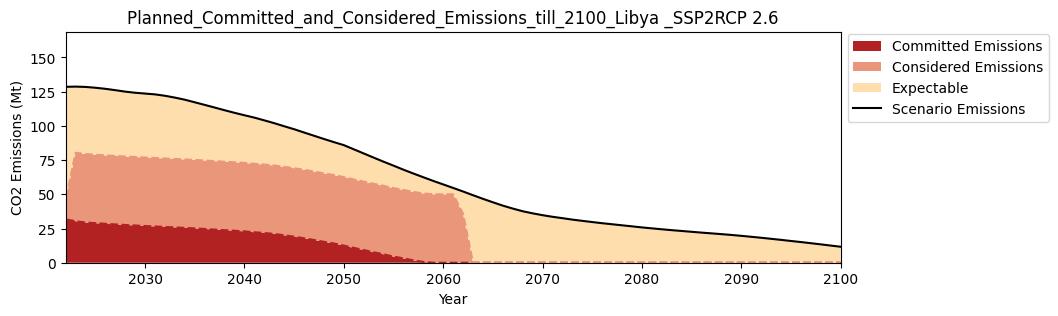 Planned_Committed_and_Considered_Emissions_till_2100_Libya _SSP2RCP 2.6
CO2 Emissions (Mt)
150
125
100
75
50
25
0
2030 2040 2050 2060 2070 2080 2090 2100
Year
Committed Emissions
Considered Emissions
Expectable
Scenario Emissions